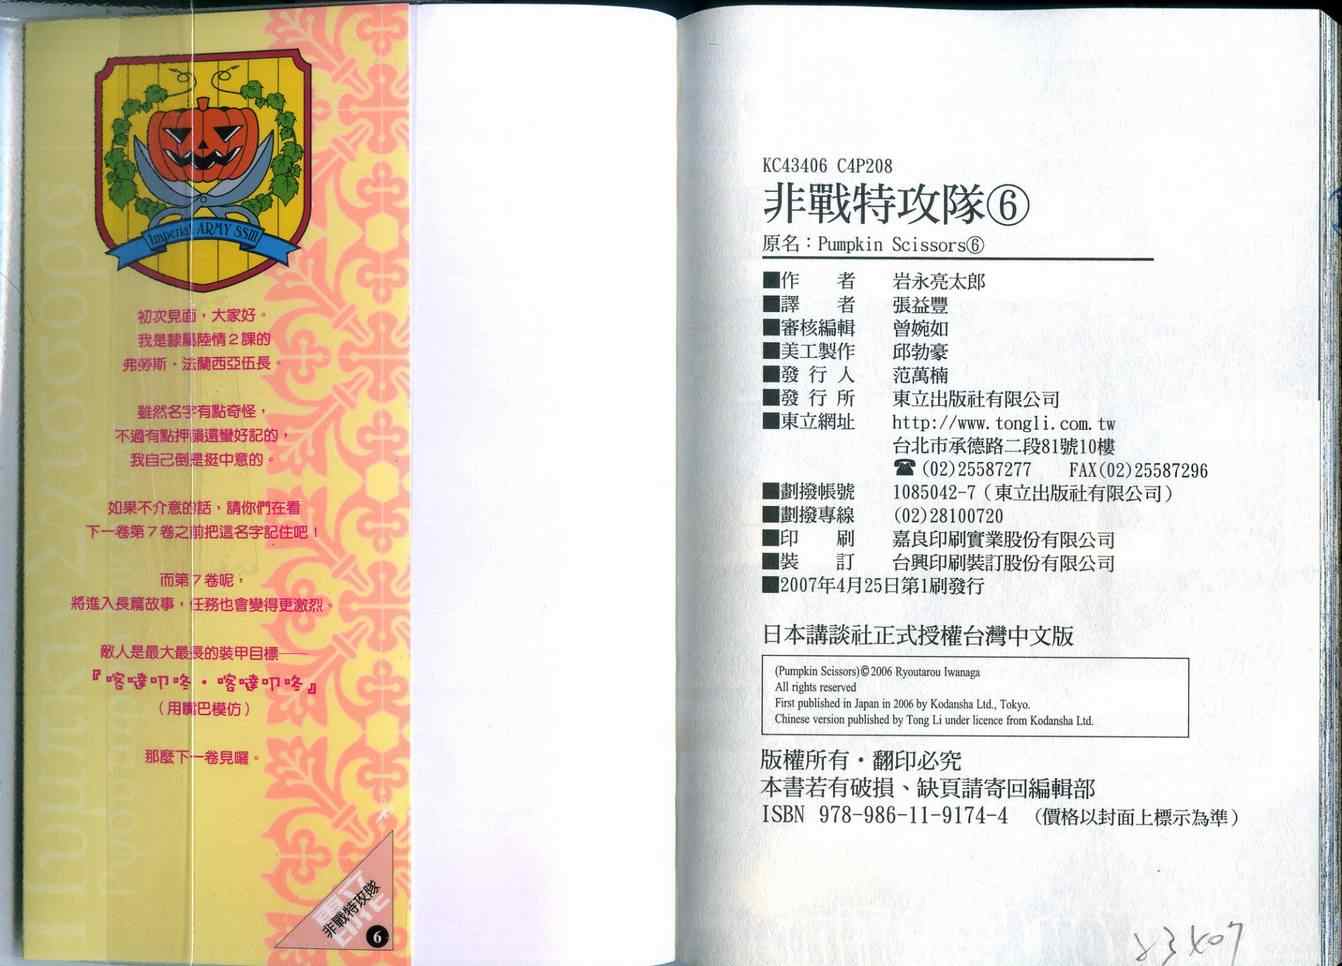 Imperial ARMY SSIII
初次見面，大家好。
我是隸屬陸情２課的
弗勞斯・法蘭西亞伍長。
雖然名字有點奇怪，
不過有點押韻還蠻好記的，
我自己倒是挺中意的。
如果不介意的話，請你們在看
下一卷第７卷之前把這名字記住吧！
而第７卷呢，
將進入長篇故事，任務也會變得更激烈。
敵人是最大最長的裝甲目標——
『喀噠叩咚・喀噠叩咚』
（用嘴巴模仿）
那麼下一卷見囉。
東立
非戰特攻隊
6
KC43406 C4P208
非戰特攻隊⑥
原名：Pumpkin Scissors⑥
■作　者　岩永亮太郎
■譯　者　張益豐
■審核編輯　曾婉如
■美工製作　邱勃豪
■發行人　范萬楠
■發行所　東立出版社有限公司
■東立網址　http://www.tongli.com.tw
台北市承德路二段81號10樓
☎(02)25587277　FAX(02)25587296
■劃撥帳號　1085042-7（東立出版社有限公司）
■劃撥專線　(02)28100720
■印　刷　嘉良印刷實業股份有限公司
■裝　訂　台興印刷裝訂股份有限公司
■2007年4月25日第1刷發行
日本講談社正式授權台灣中文版
(Pumpkin Scissors)©2006 Ryoutarou Iwanaga
All rights reserved
First published in Japan in 2006 by Kodansha Ltd., Tokyo.
Chinese version published by Tong Li under licence from Kodansha Ltd.
版權所有・翻印必究
本書若有破損、缺頁請寄回編輯部
ISBN 978-986-11-9174-4 （價格以封面上標示為準）